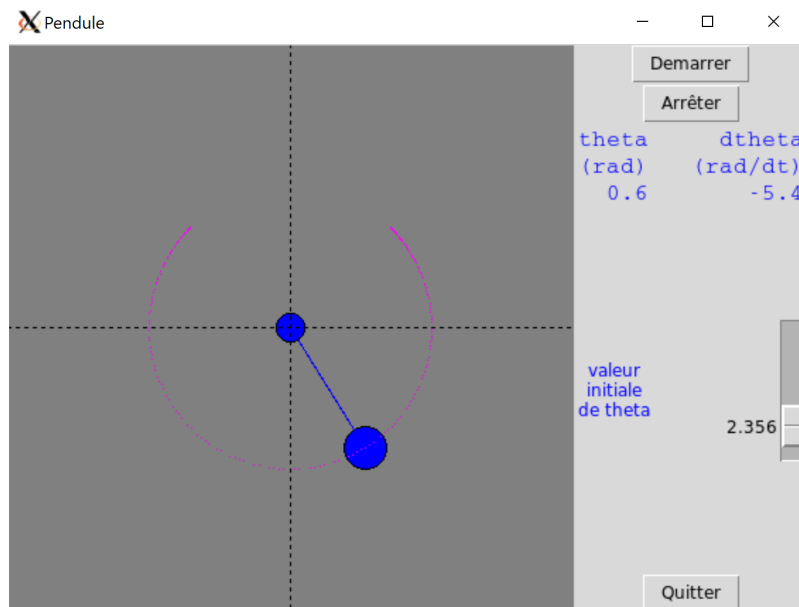 Pendule
Demarrer
Arrêter
theta dtheta
(rad) (rad/dt)
0.6 -5.4
valeur
initiale
de theta
2.356
Quitter